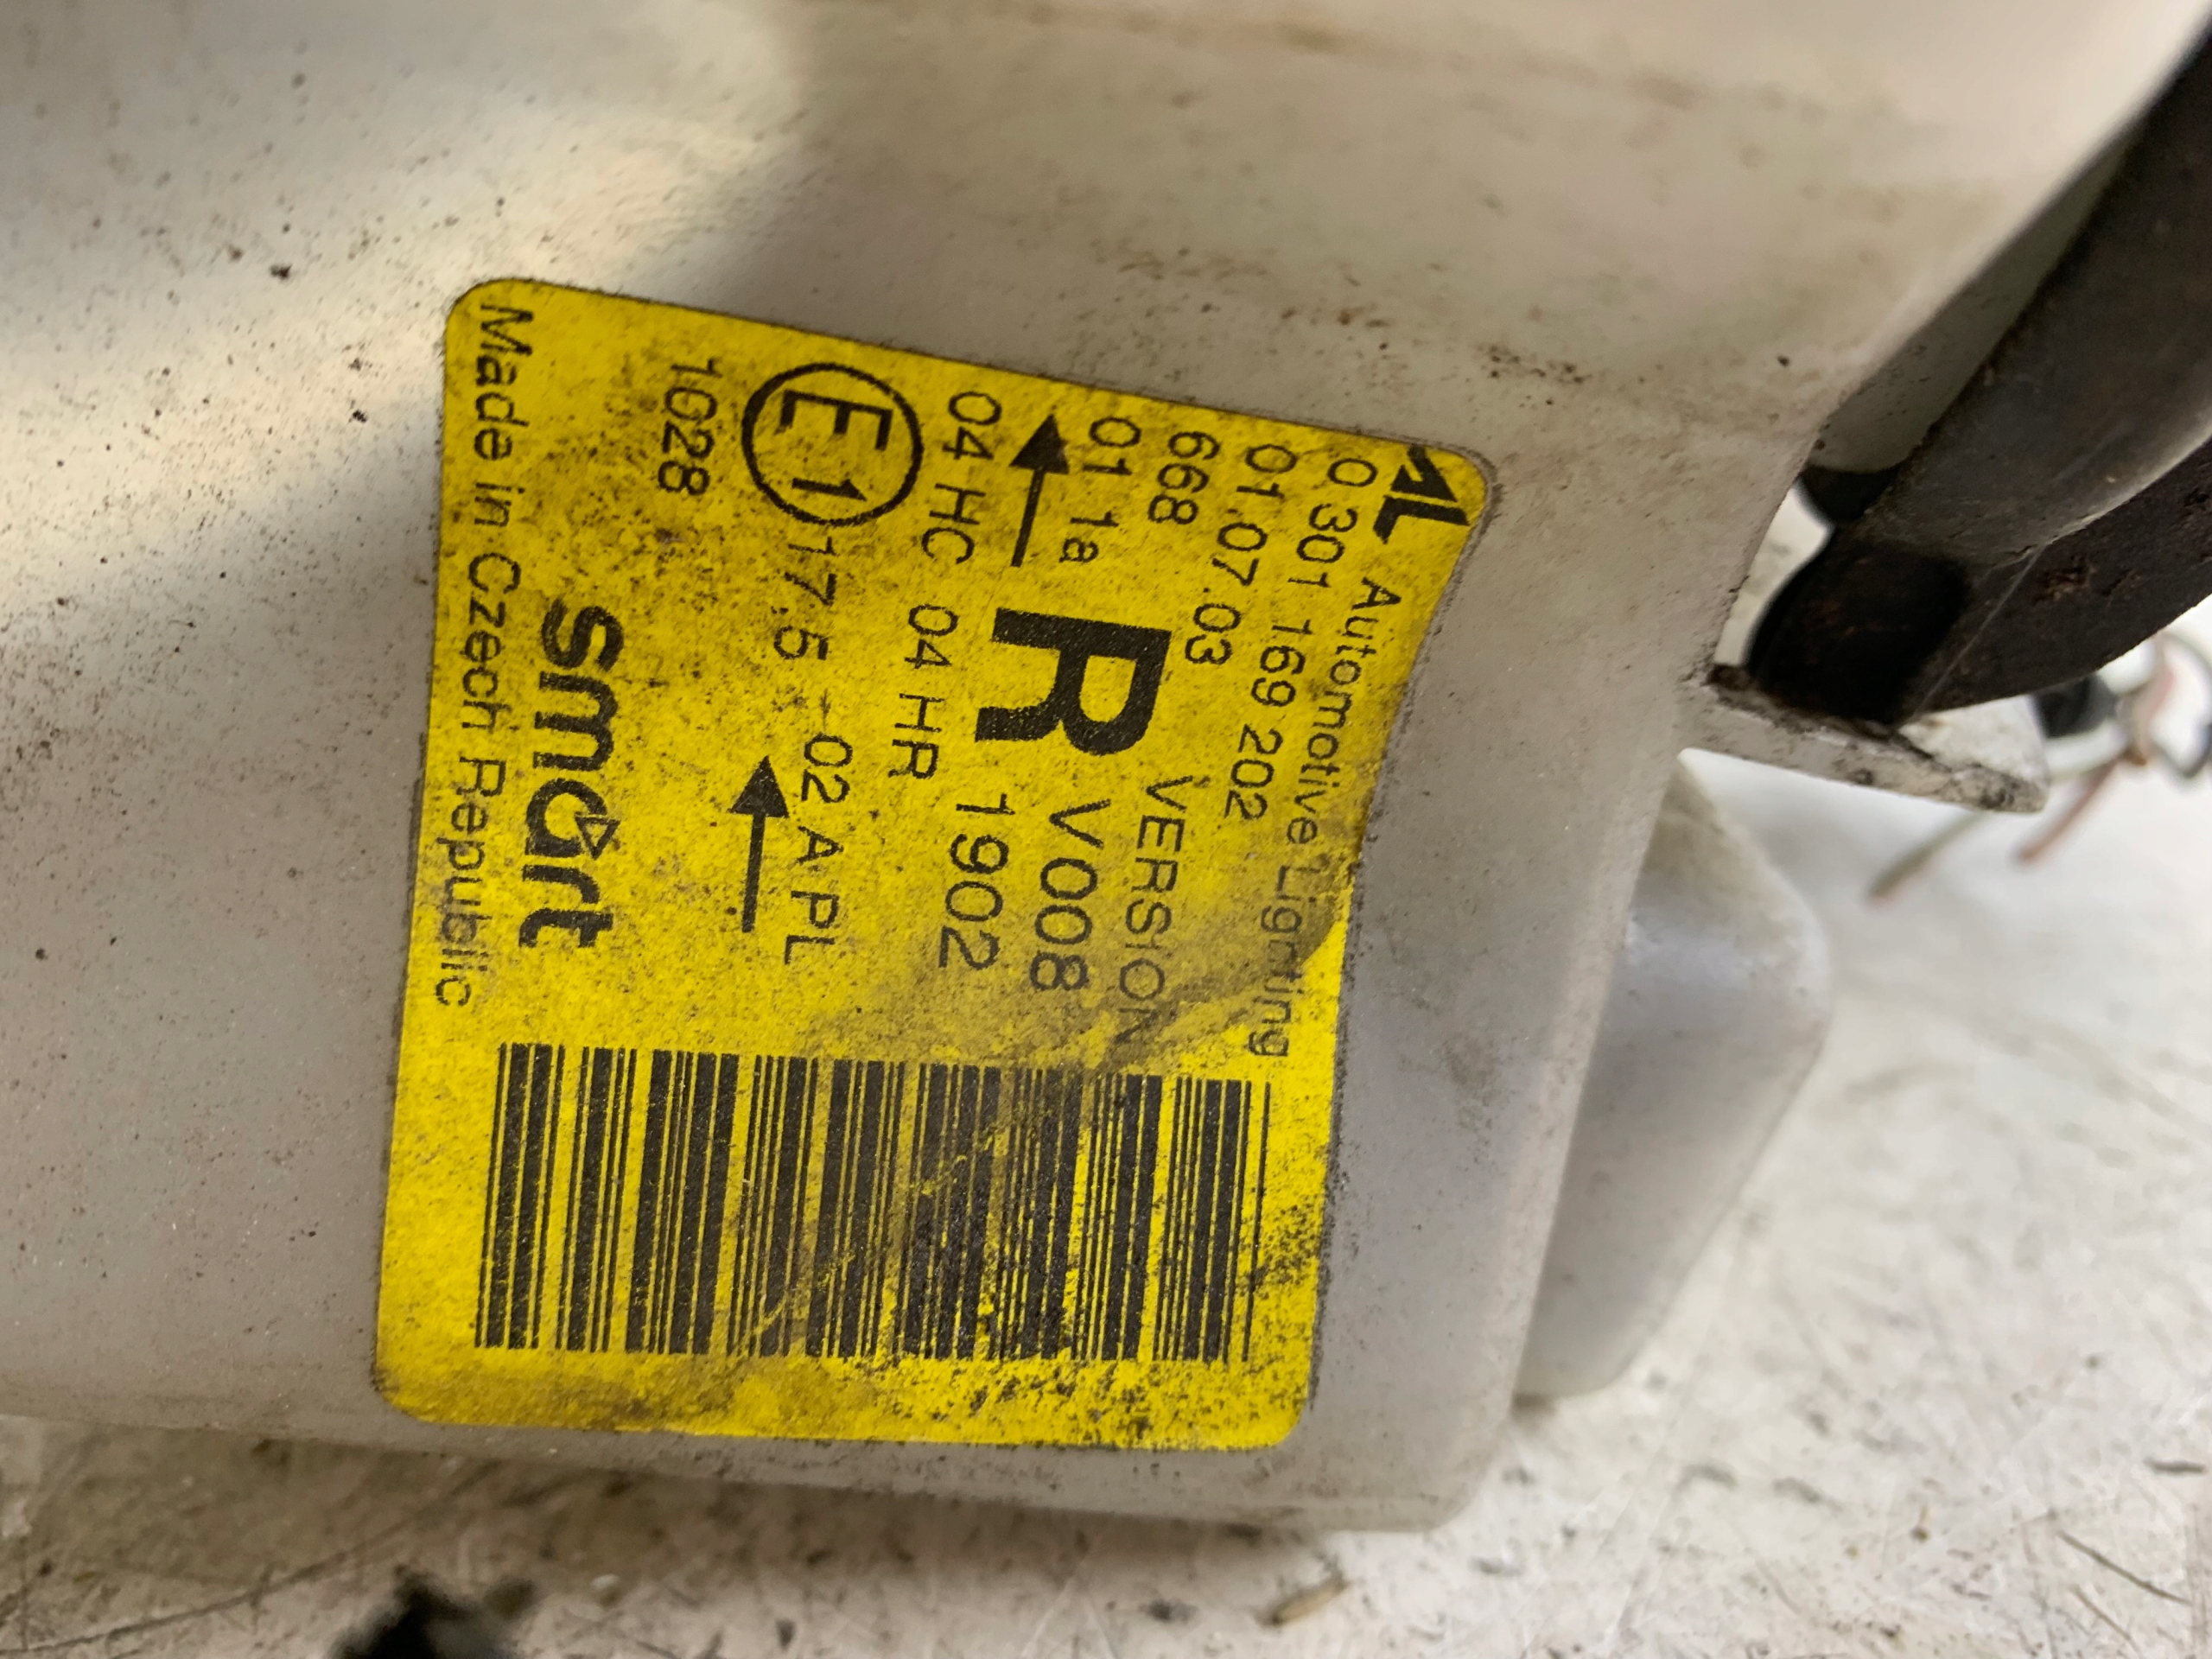 AL Automotive Lighting
0 301 169 202
01.07.03
668
VERSION
01 1a
R V008
04 HC 04 HR 1902
E1 17.5 -02 A PL
1028
smart
Made in Czech Republic